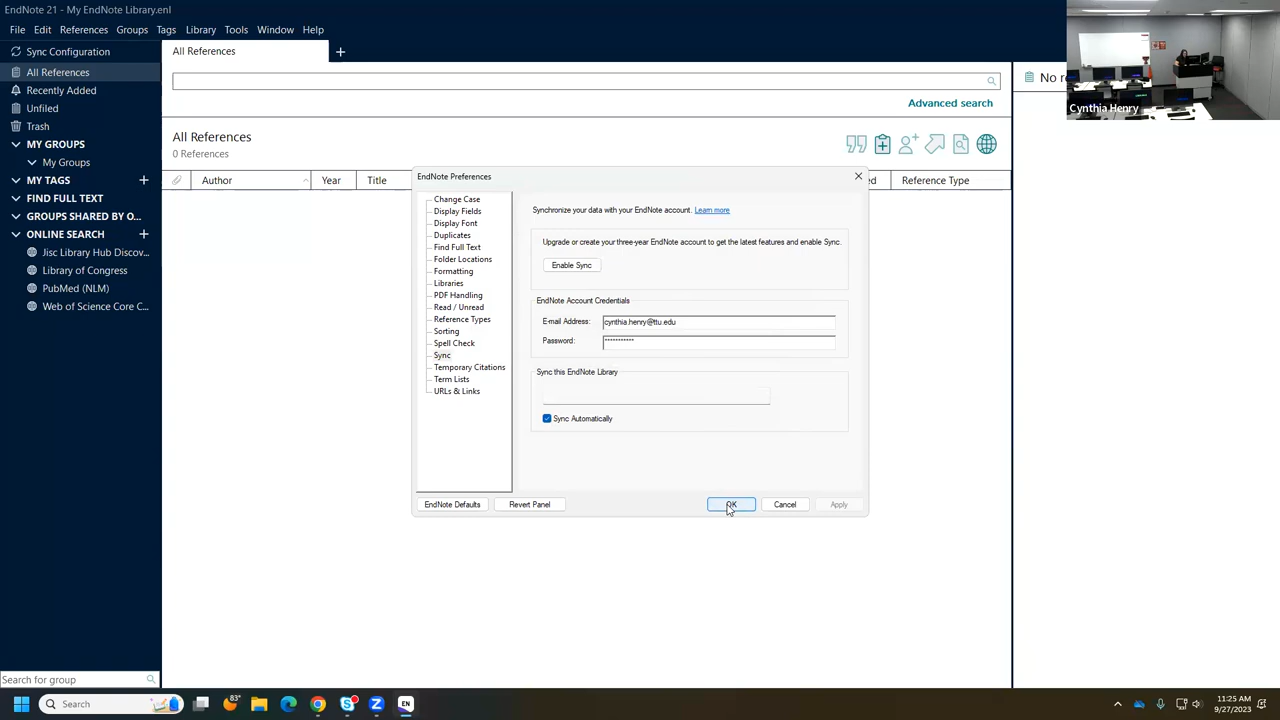 EndNote 21 - My EndNote Library.enl
File Edit References Groups Tags Library Tools Window Help
Sync Configuration
All References
Recently Added
Unfiled
Trash
MY GROUPS
My Groups
MY TAGS
FIND FULL TEXT
GROUPS SHARED BY O...
ONLINE SEARCH
Jisc Library Hub Discov...
Library of Congress
PubMed (NLM)
Web of Science Core C...
Search for group
All References
Advanced search
All References
0 References
Author Year Title ed Reference Type
No re
Cynthia Henry
EndNote Preferences
Change Case
Display Fields
Display Font
Duplicates
Find Full Text
Folder Locations
Formatting
Libraries
PDF Handling
Read / Unread
Reference Types
Sorting
Spell Check
Sync
Temporary Citations
Term Lists
URLs & Links
Synchronize your data with your EndNote account. Learn more
Upgrade or create your three-year EndNote account to get the latest features and enable Sync.
Enable Sync
EndNote Account Credentials
E-mail Address: cynthia.henry@ttu.edu
Password: ***********
Sync this EndNote Library
Sync Automatically
EndNote Defaults Revert Panel OK Cancel Apply
Search
83°
EN
11:25 AM
9/27/2023